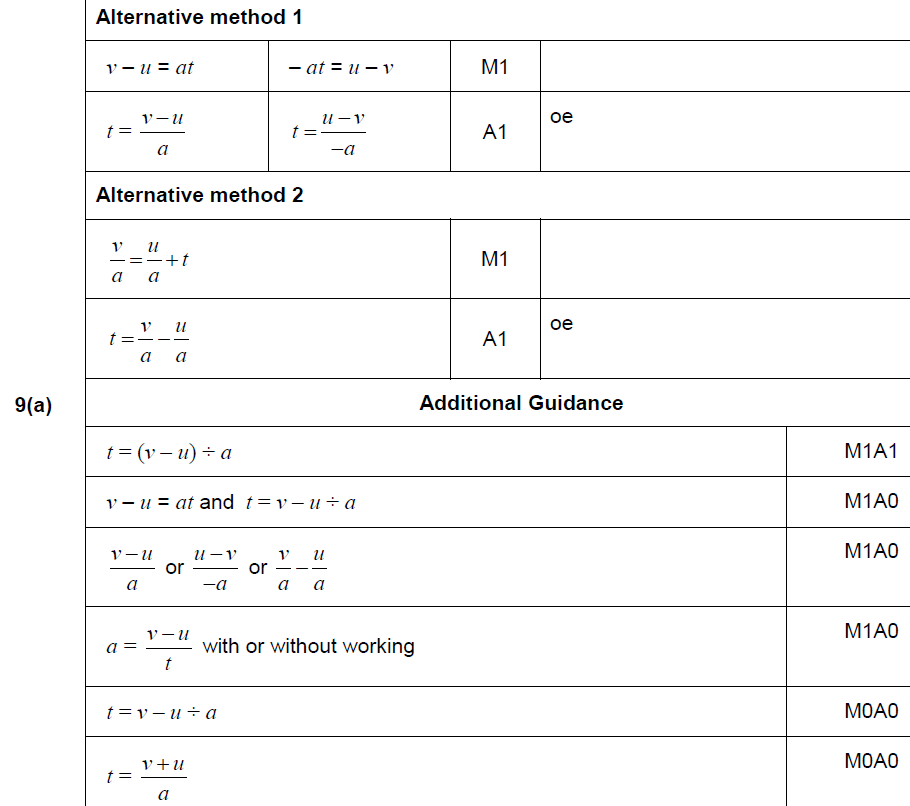 Alternative method 1
v – u = at – at = u – v M1
t = (v – u)/a t = (u – v)/–a A1 oe
Alternative method 2
v/a = u/a + t M1
t = v/a – u/a A1 oe
9(a) Additional Guidance
t = (v – u) ÷ a M1A1
v – u = at and t = v – u ÷ a M1A0
(v – u)/a or (u – v)/–a or v/a – u/a M1A0
a = (v – u)/t with or without working M1A0
t = v – u ÷ a M0A0
t = (v + u)/a M0A0